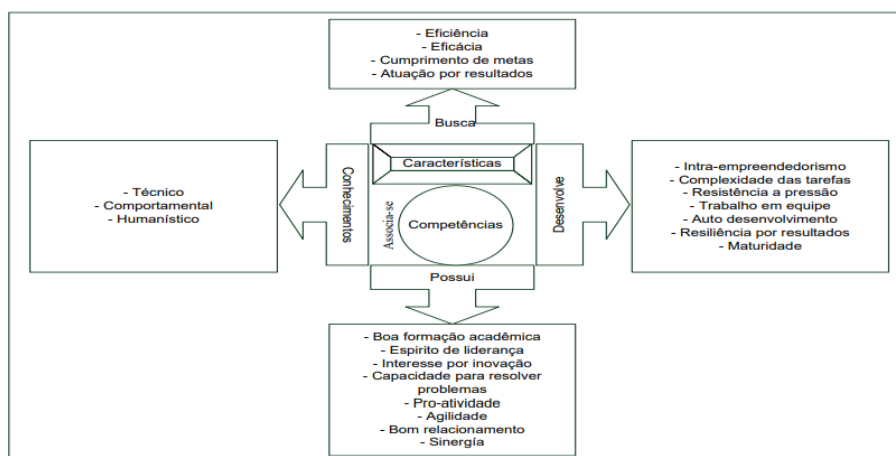 - Eficiência
- Eficácia
- Cumprimento de metas
- Atuação por resultados
Busca
- Técnico
- Comportamental
- Humanístico
Conhecimentos
Características
Associa-se
Competências
Desenvolve
- Intra-empreendedorismo
- Complexidade das tarefas
- Resistência a pressão
- Trabalho em equipe
- Auto desenvolvimento
- Resiliência por resultados
- Maturidade
Possui
- Boa formação acadêmica
- Espirito de liderança
- Interesse por inovação
- Capacidade para resolver
problemas
- Pro-atividade
- Agilidade
- Bom relacionamento
- Sinergía